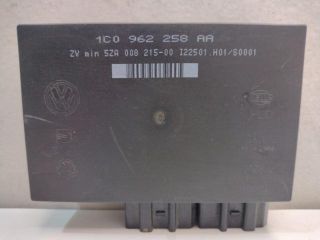 1C0 962 258 AA
ZV min 5ZA 008 215-00 I22501.H01/S0001